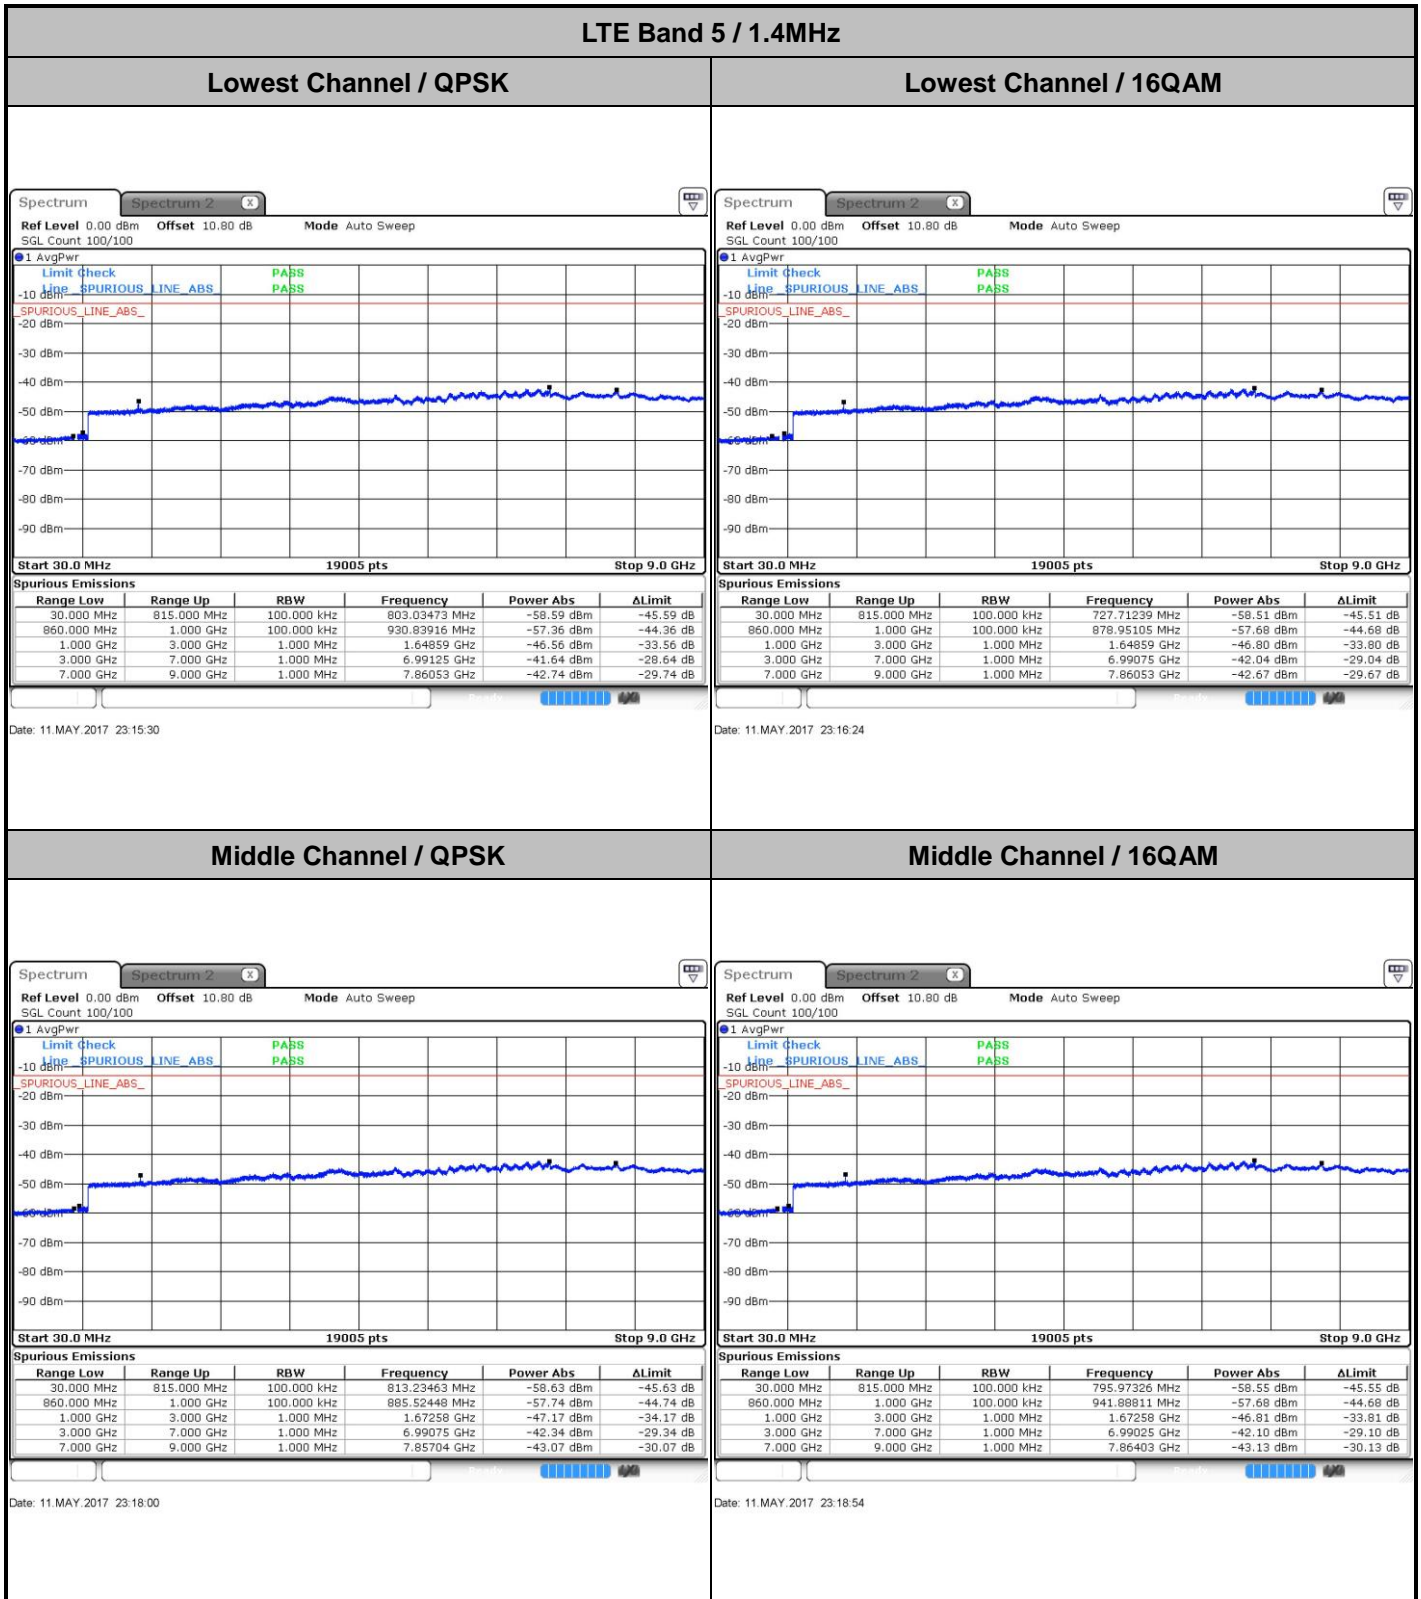 LTE Band 5 / 1.4MHz
Lowest Channel / QPSK
Lowest Channel / 16QAM
Spectrum
Spectrum 2
Ref Level 0.00 dBm Offset 10.80 dB Mode Auto Sweep
SGL Count 100/100
1 AvgPwr
Limit Check PASS
Line _SPURIOUS_LINE_ABS_ PASS
-10 dBm
_SPURIOUS_LINE_ABS_
-20 dBm
-30 dBm
-40 dBm
-50 dBm
-60 dBm
-70 dBm
-80 dBm
-90 dBm
Start 30.0 MHz 19005 pts Stop 9.0 GHz
Spurious Emissions
Range Low Range Up RBW Frequency Power Abs ΔLimit
30.000 MHz 815.000 MHz 100.000 kHz 803.03473 MHz -58.59 dBm -45.59 dB
860.000 MHz 1.000 GHz 100.000 kHz 930.83916 MHz -57.36 dBm -44.36 dB
1.000 GHz 3.000 GHz 1.000 MHz 1.64859 GHz -46.56 dBm -33.56 dB
3.000 GHz 7.000 GHz 1.000 MHz 6.99125 GHz -41.64 dBm -28.64 dB
7.000 GHz 9.000 GHz 1.000 MHz 7.86053 GHz -42.74 dBm -29.74 dB
Date: 11.MAY.2017 23:15:30
Spectrum
Spectrum 2
Ref Level 0.00 dBm Offset 10.80 dB Mode Auto Sweep
SGL Count 100/100
1 AvgPwr
Limit Check PASS
Line _SPURIOUS_LINE_ABS_ PASS
-10 dBm
_SPURIOUS_LINE_ABS_
-20 dBm
-30 dBm
-40 dBm
-50 dBm
-60 dBm
-70 dBm
-80 dBm
-90 dBm
Start 30.0 MHz 19005 pts Stop 9.0 GHz
Spurious Emissions
Range Low Range Up RBW Frequency Power Abs ΔLimit
30.000 MHz 815.000 MHz 100.000 kHz 727.71239 MHz -58.51 dBm -45.51 dB
860.000 MHz 1.000 GHz 100.000 kHz 878.95105 MHz -57.68 dBm -44.68 dB
1.000 GHz 3.000 GHz 1.000 MHz 1.64859 GHz -46.80 dBm -33.80 dB
3.000 GHz 7.000 GHz 1.000 MHz 6.99075 GHz -42.04 dBm -29.04 dB
7.000 GHz 9.000 GHz 1.000 MHz 7.86053 GHz -42.67 dBm -29.67 dB
Date: 11.MAY.2017 23:16:24
Middle Channel / QPSK
Middle Channel / 16QAM
Spectrum
Spectrum 2
Ref Level 0.00 dBm Offset 10.80 dB Mode Auto Sweep
SGL Count 100/100
1 AvgPwr
Limit Check PASS
Line _SPURIOUS_LINE_ABS_ PASS
-10 dBm
_SPURIOUS_LINE_ABS_
-20 dBm
-30 dBm
-40 dBm
-50 dBm
-60 dBm
-70 dBm
-80 dBm
-90 dBm
Start 30.0 MHz 19005 pts Stop 9.0 GHz
Spurious Emissions
Range Low Range Up RBW Frequency Power Abs ΔLimit
30.000 MHz 815.000 MHz 100.000 kHz 813.23463 MHz -58.63 dBm -45.63 dB
860.000 MHz 1.000 GHz 100.000 kHz 885.52448 MHz -57.74 dBm -44.74 dB
1.000 GHz 3.000 GHz 1.000 MHz 1.67258 GHz -47.17 dBm -34.17 dB
3.000 GHz 7.000 GHz 1.000 MHz 6.99075 GHz -42.34 dBm -29.34 dB
7.000 GHz 9.000 GHz 1.000 MHz 7.85704 GHz -43.07 dBm -30.07 dB
Date: 11.MAY.2017 23:18:00
Spectrum
Spectrum 2
Ref Level 0.00 dBm Offset 10.80 dB Mode Auto Sweep
SGL Count 100/100
1 AvgPwr
Limit Check PASS
Line _SPURIOUS_LINE_ABS_ PASS
-10 dBm
_SPURIOUS_LINE_ABS_
-20 dBm
-30 dBm
-40 dBm
-50 dBm
-60 dBm
-70 dBm
-80 dBm
-90 dBm
Start 30.0 MHz 19005 pts Stop 9.0 GHz
Spurious Emissions
Range Low Range Up RBW Frequency Power Abs ΔLimit
30.000 MHz 815.000 MHz 100.000 kHz 795.97326 MHz -58.55 dBm -45.55 dB
860.000 MHz 1.000 GHz 100.000 kHz 941.88811 MHz -57.68 dBm -44.68 dB
1.000 GHz 3.000 GHz 1.000 MHz 1.67258 GHz -46.81 dBm -33.81 dB
3.000 GHz 7.000 GHz 1.000 MHz 6.99025 GHz -42.10 dBm -29.10 dB
7.000 GHz 9.000 GHz 1.000 MHz 7.86403 GHz -43.13 dBm -30.13 dB
Date: 11.MAY.2017 23:18:54